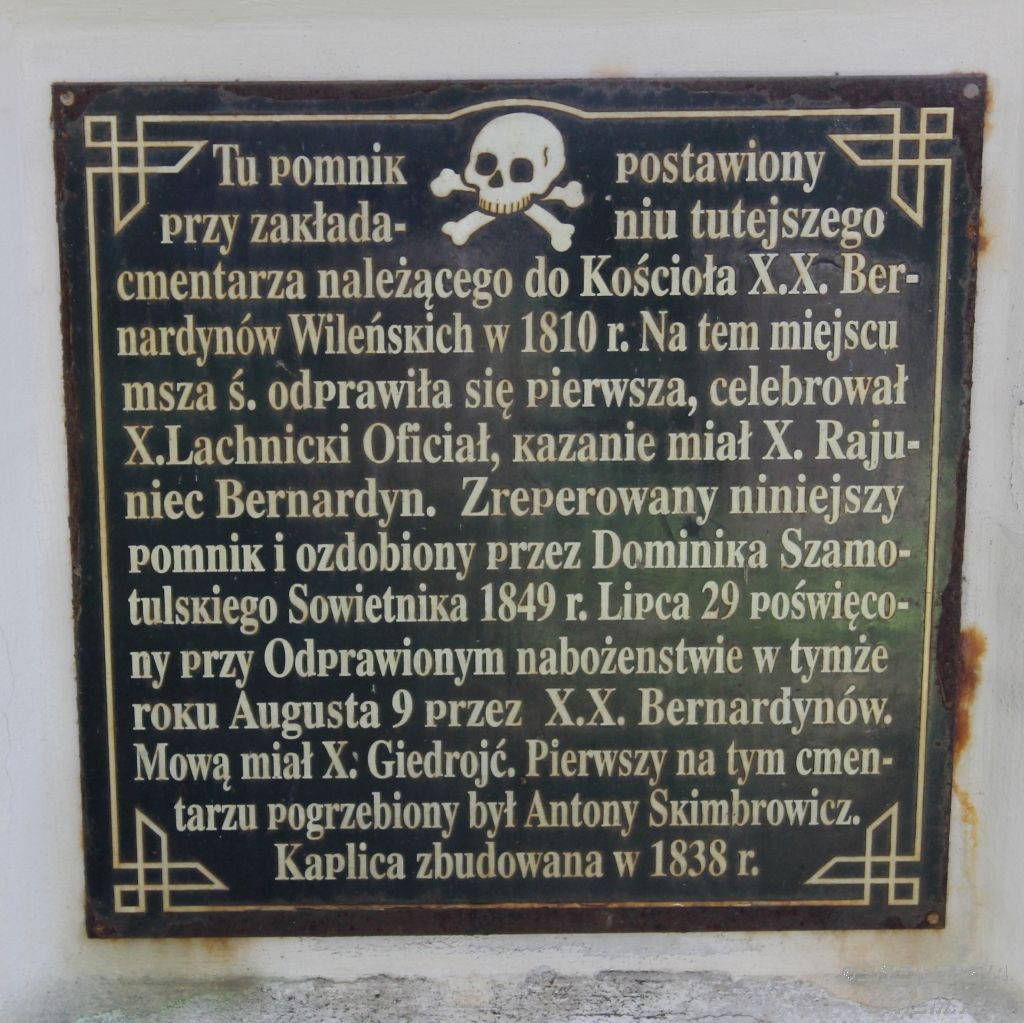 Tu pomnik postawiony
przy zakłada- niu tutejszego
cmentarza należącego do Kościoła X.X. Ber-
nardynów Wileńskich w 1810 r. Na tem miejscu
msza ś. odprawiła się pierwsza, celebrował
X.Lachnicki Oficiał, kazanie miał X. Raju-
niec Bernardyn. Zreperowany niniejszy
pomnik i ozdobiony przez Dominika Szamo-
tulskiego Sowietnika 1849 r. Lipca 29 poświęco-
ny przy Odprawionym nabożenstwie w tymże
roku Augusta 9 przez X.X. Bernardynów.
Mową miał X. Giedrojć. Pierwszy na tym cmen-
tarzu pogrzebiony był Antony Skimbrowicz.
Kaplica zbudowana w 1838 r.